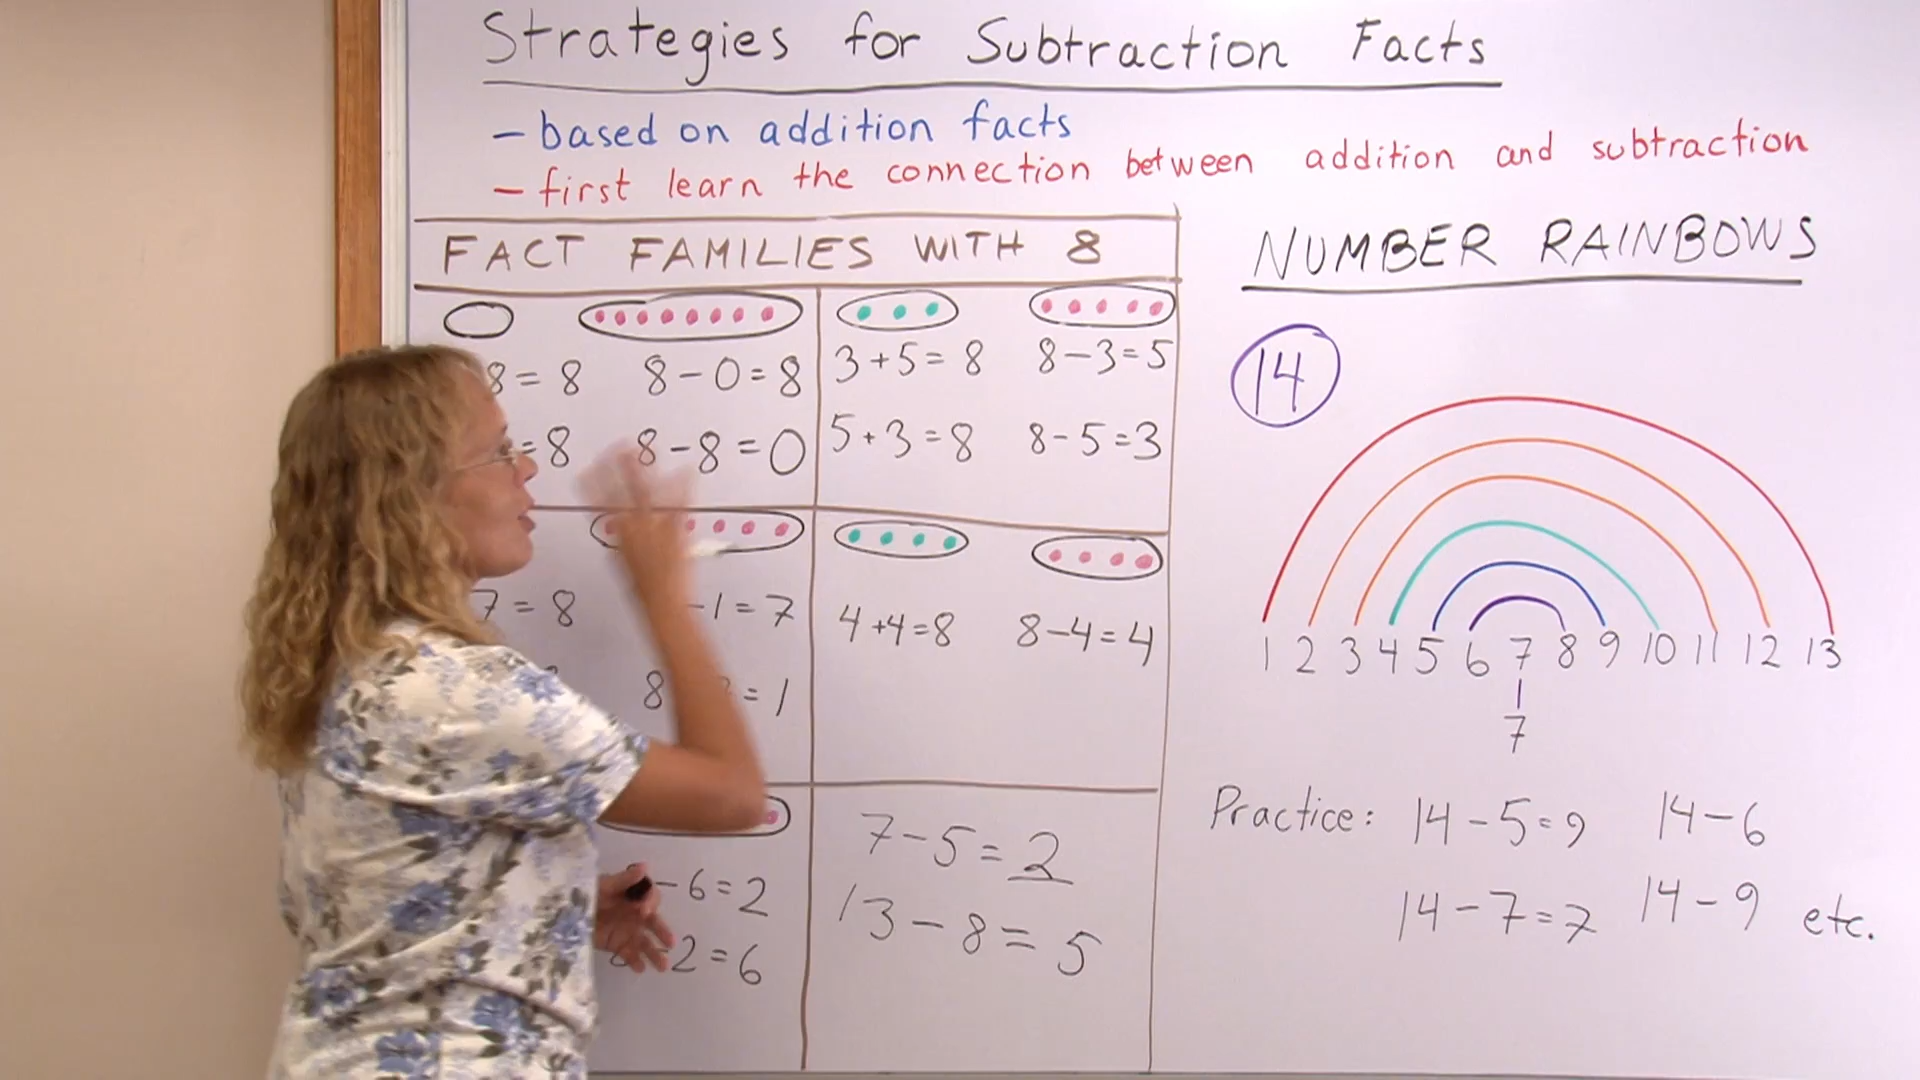 Strategies for Subtraction Facts
- based on addition facts
- first learn the connection between addition and subtraction
FACT FAMILIES WITH 8
8 = 8
8 - 0 = 8
= 8
8 - 8 = 0
3 + 5 = 8
8 - 3 = 5
5 + 3 = 8
8 - 5 = 3
7 = 8
- 1 = 7
8
= 1
4 + 4 = 8
8 - 4 = 4
- 6 = 2
2 = 6
7 - 5 = 2
13 - 8 = 5
NUMBER RAINBOWS
14
1 2 3 4 5 6 7 8 9 10 11 12 13
7
Practice: 14 - 5 = 9 14 - 6
14 - 7 = 7 14 - 9 etc.